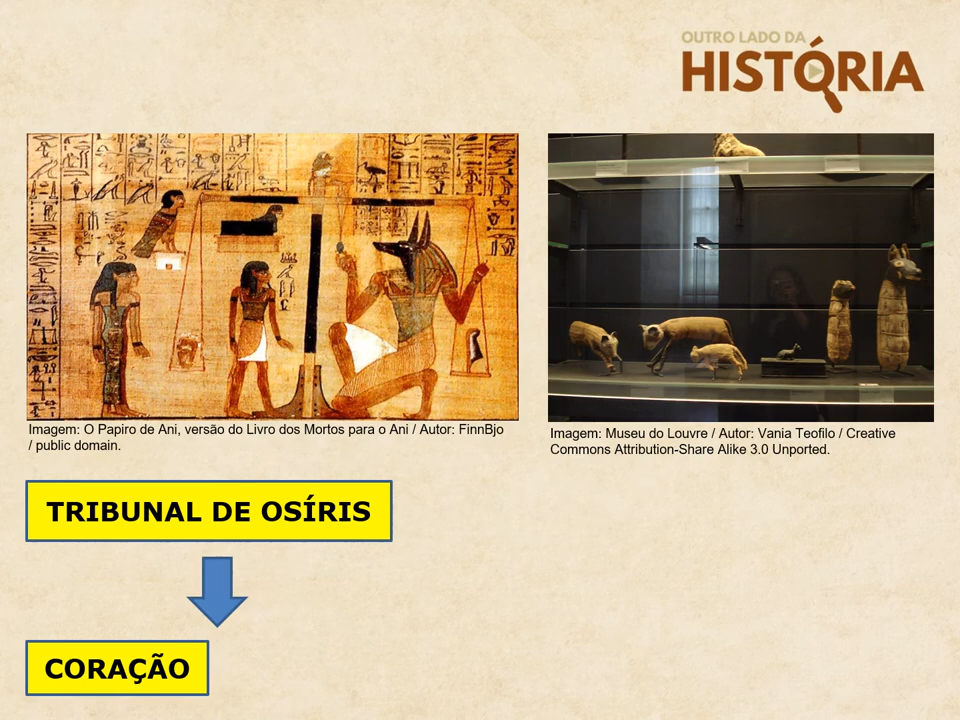 OUTRO LADO DA
HISTÓRIA
Imagem: O Papiro de Ani, versão do Livro dos Mortos para o Ani / Autor: FinnBjo
/ public domain.
Imagem: Museu do Louvre / Autor: Vania Teofilo / Creative
Commons Attribution-Share Alike 3.0 Unported.
TRIBUNAL DE OSÍRIS
CORAÇÃO